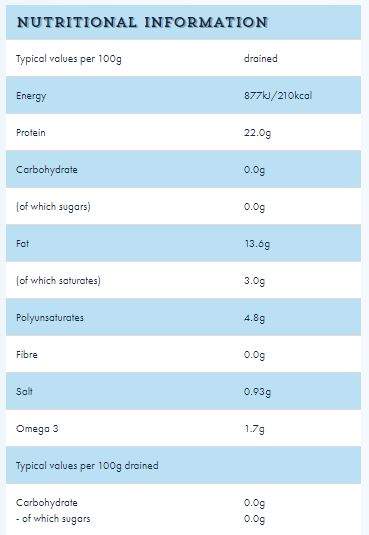 NUTRITIONAL INFORMATION
Typical values per 100g drained
Energy 877kJ/210kcal
Protein 22.0g
Carbohydrate 0.0g
(of which sugars) 0.0g
Fat 13.6g
(of which saturates) 3.0g
Polyunsaturates 4.8g
Fibre 0.0g
Salt 0.93g
Omega 3 1.7g
Typical values per 100g drained
Carbohydrate 0.0g
- of which sugars 0.0g